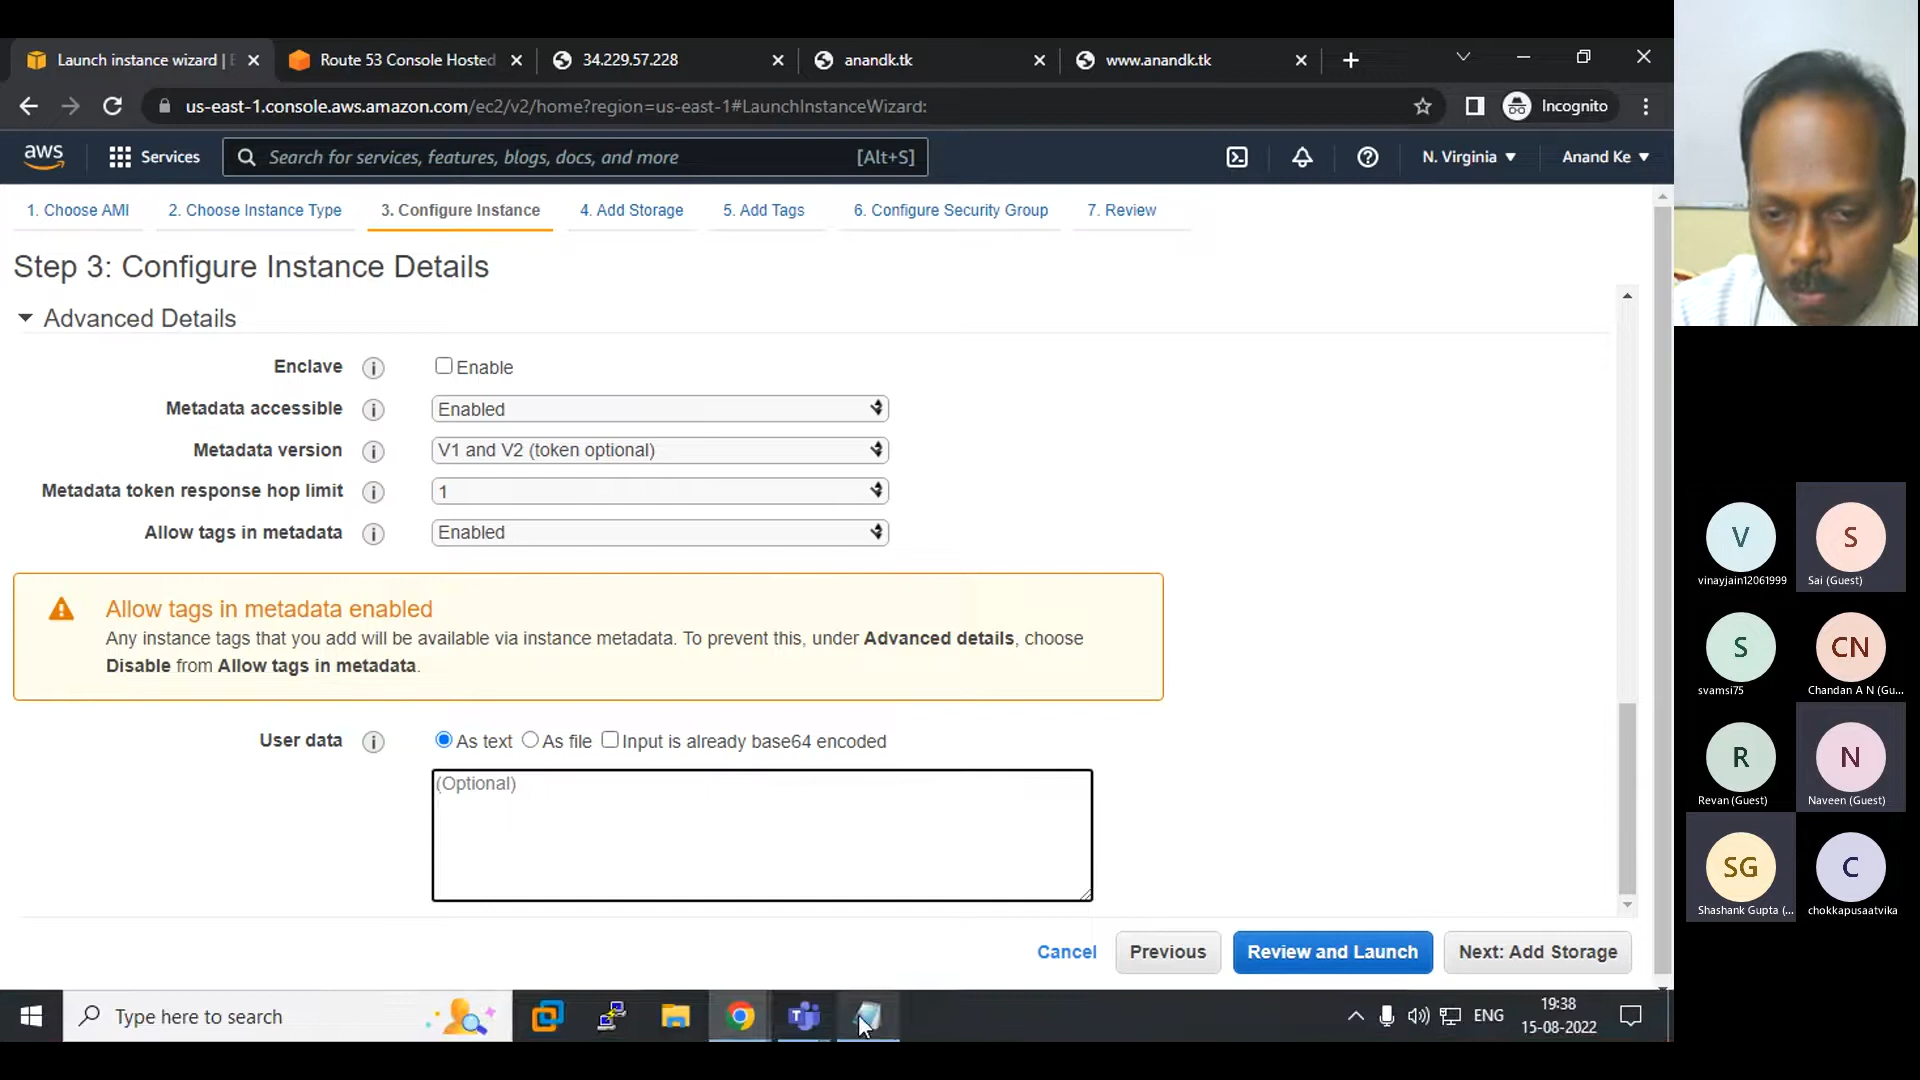 Launch instance wizard | E
Route 53 Console Hosted
34.229.57.228
anandk.tk
www.anandk.tk
us-east-1.console.aws.amazon.com/ec2/v2/home?region=us-east-1#LaunchInstanceWizard:
Incognito
aws
Services
Search for services, features, blogs, docs, and more
[Alt+S]
N. Virginia
Anand Ke
1. Choose AMI
2. Choose Instance Type
3. Configure Instance
4. Add Storage
5. Add Tags
6. Configure Security Group
7. Review
Step 3: Configure Instance Details
Advanced Details
Enclave
Enable
Metadata accessible
Enabled
Metadata version
V1 and V2 (token optional)
Metadata token response hop limit
1
Allow tags in metadata
Enabled
Allow tags in metadata enabled
Any instance tags that you add will be available via instance metadata. To prevent this, under Advanced details, choose
Disable from Allow tags in metadata.
User data
As text
As file
Input is already base64 encoded
(Optional)
Cancel
Previous
Review and Launch
Next: Add Storage
Type here to search
ENG
19:38
15-08-2022
V
vinayjain12061999
S
Sai (Guest)
S
svamsi75
CN
Chandan A N (Gu...
R
Revan (Guest)
N
Naveen (Guest)
SG
Shashank Gupta (...
C
chokkapusaatvika